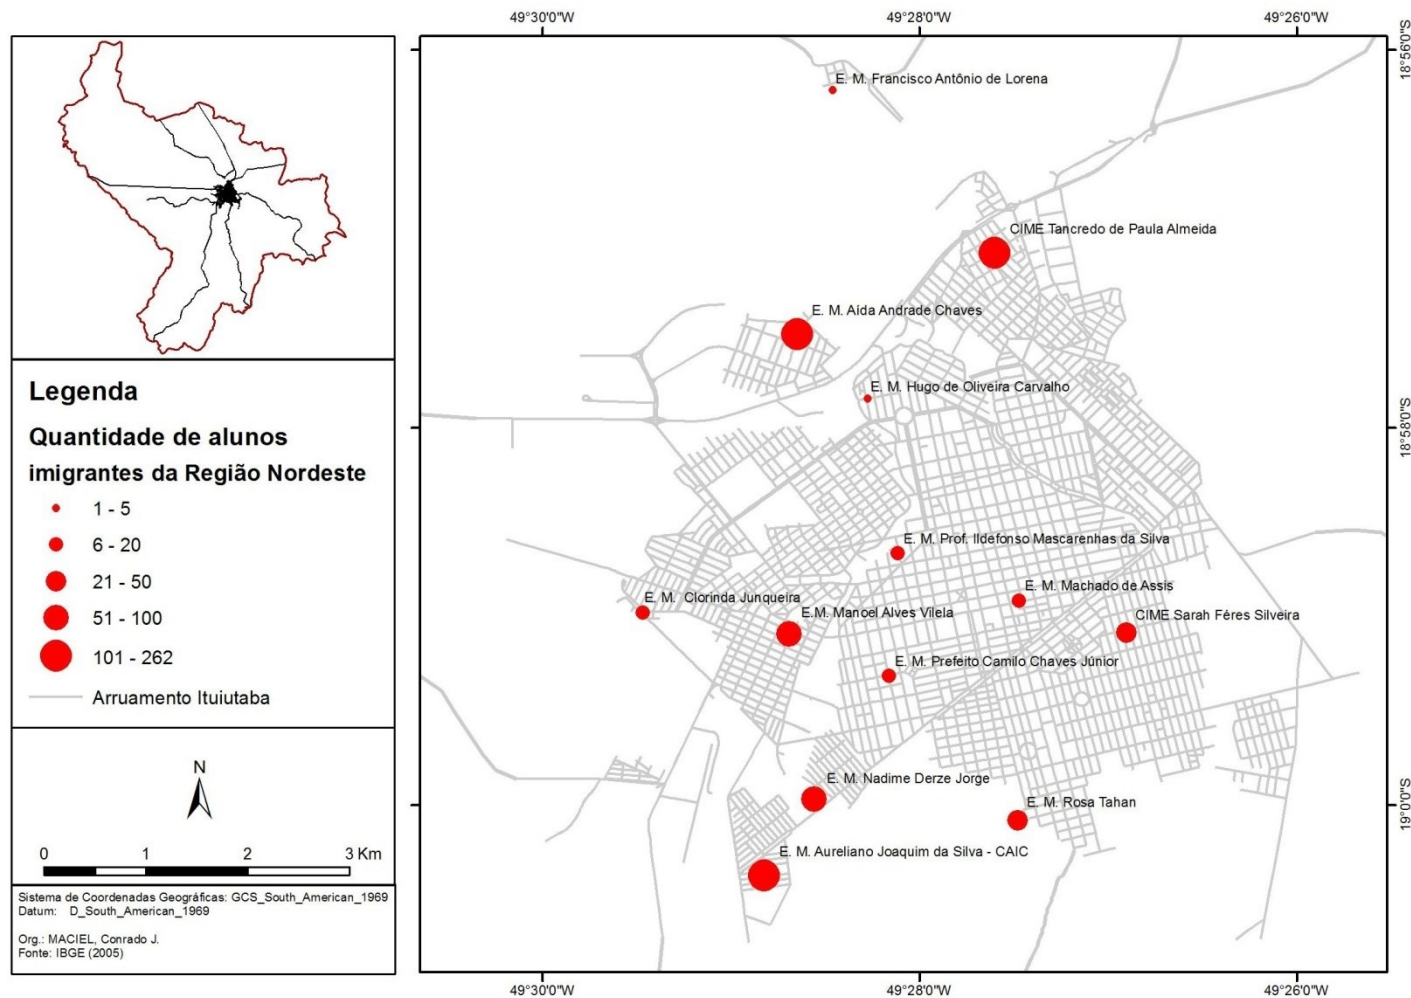 49°30'0"W
49°28'0"W
49°26'0"W
18°56'0"S
E. M. Francisco Antônio de Lorena
CIME Tancredo de Paula Almeida
E. M. Aída Andrade Chaves
E. M. Hugo de Oliveira Carvalho
18°58'0"S
E. M. Prof. Ildefonso Mascarenhas da Silva
E. M. Machado de Assis
E. M. Clorinda Junqueira
E.M. Manoel Alves Vilela
CIME Sarah Féres Silveira
E. M. Prefeito Camilo Chaves Júnior
E. M. Nadime Derze Jorge
E. M. Rosa Tahan
19°0'0"S
E. M. Aureliano Joaquim da Silva - CAIC
49°30'0"W
49°28'0"W
49°26'0"W
Legenda
Quantidade de alunos
imigrantes da Região Nordeste
1 - 5
6 - 20
21 - 50
51 - 100
101 - 262
Arruamento Ituiutaba
N
0 1 2 3 Km
Sistema de Coordenadas Geográficas: GCS_South_American_1969
Datum: D_South_American_1969
Org.: MACIEL, Conrado J.
Fonte: IBGE (2005)